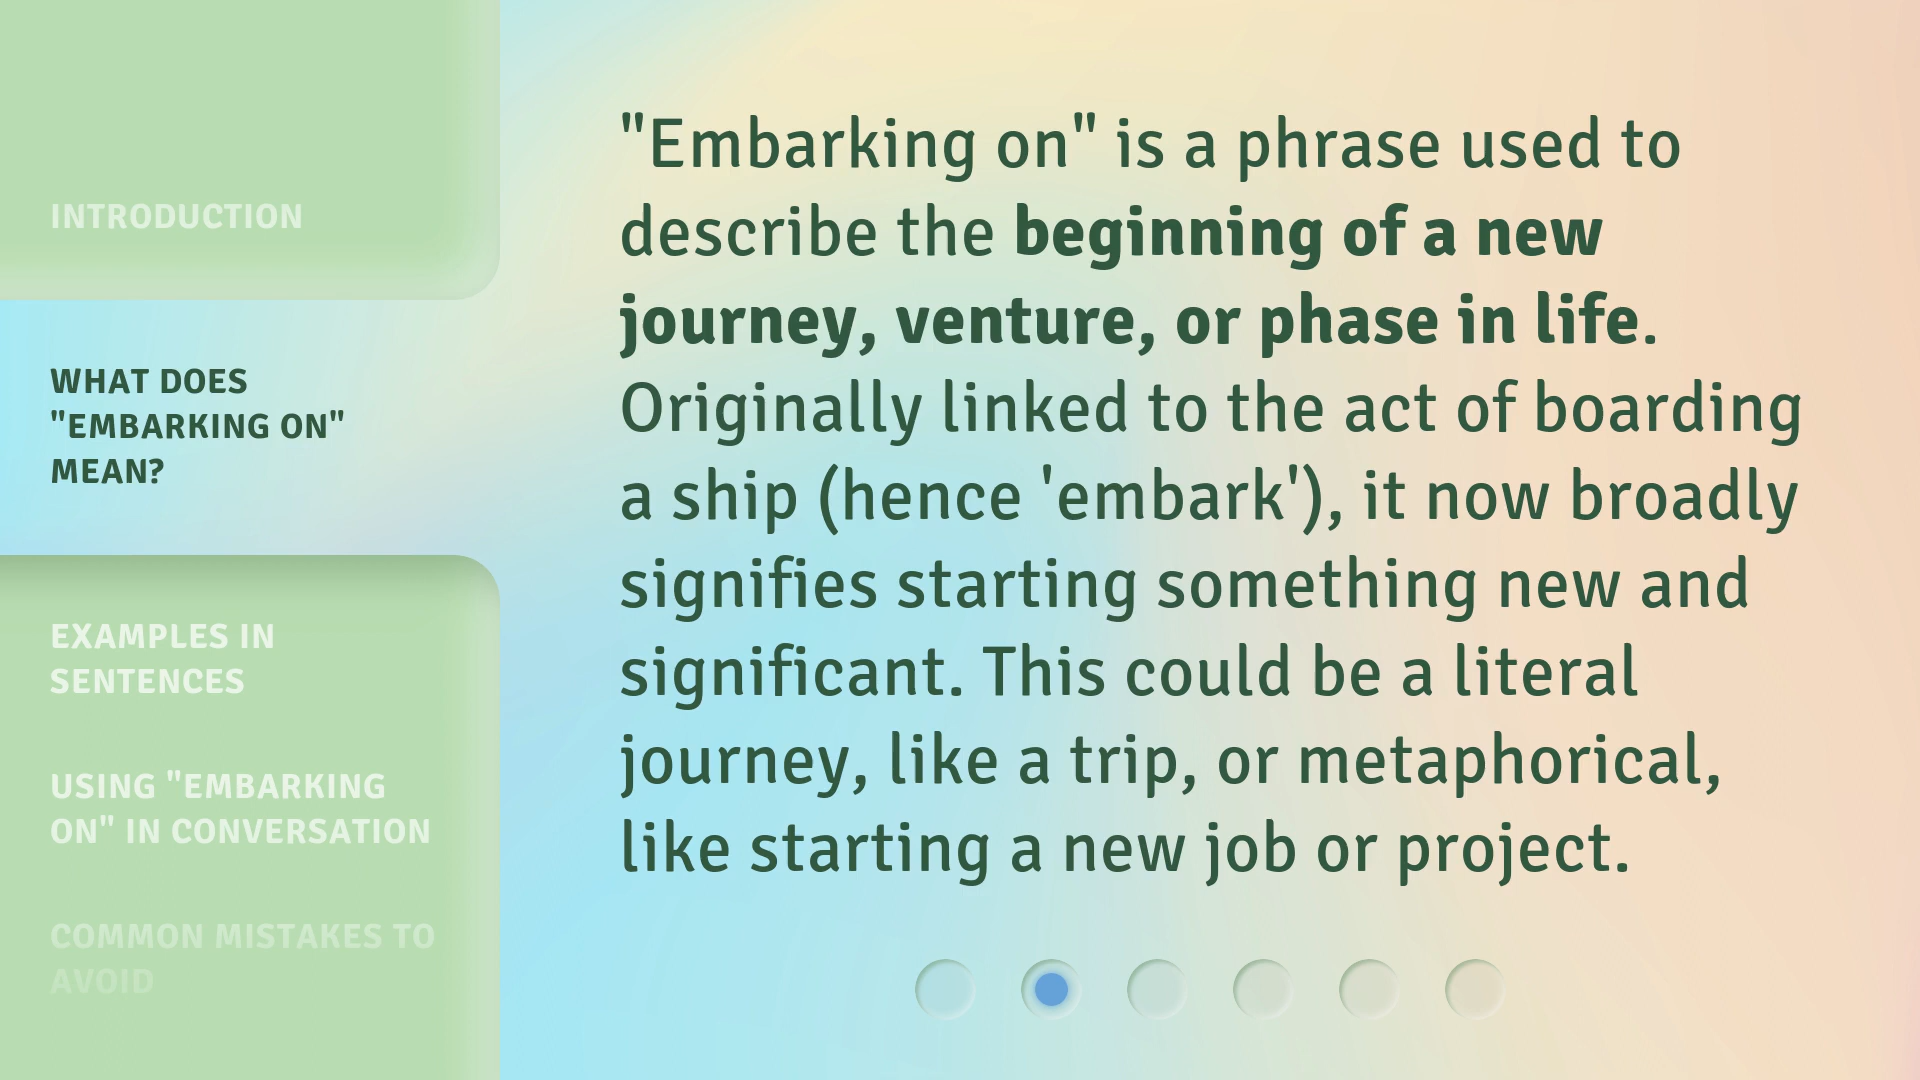 INTRODUCTION
WHAT DOES
"EMBARKING ON"
MEAN?
EXAMPLES IN
SENTENCES
USING "EMBARKING
ON" IN CONVERSATION
COMMON MISTAKES TO
AVOID
"Embarking on" is a phrase used to
describe the beginning of a new
journey, venture, or phase in life.
Originally linked to the act of boarding
a ship (hence 'embark'), it now broadly
signifies starting something new and
significant. This could be a literal
journey, like a trip, or metaphorical,
like starting a new job or project.